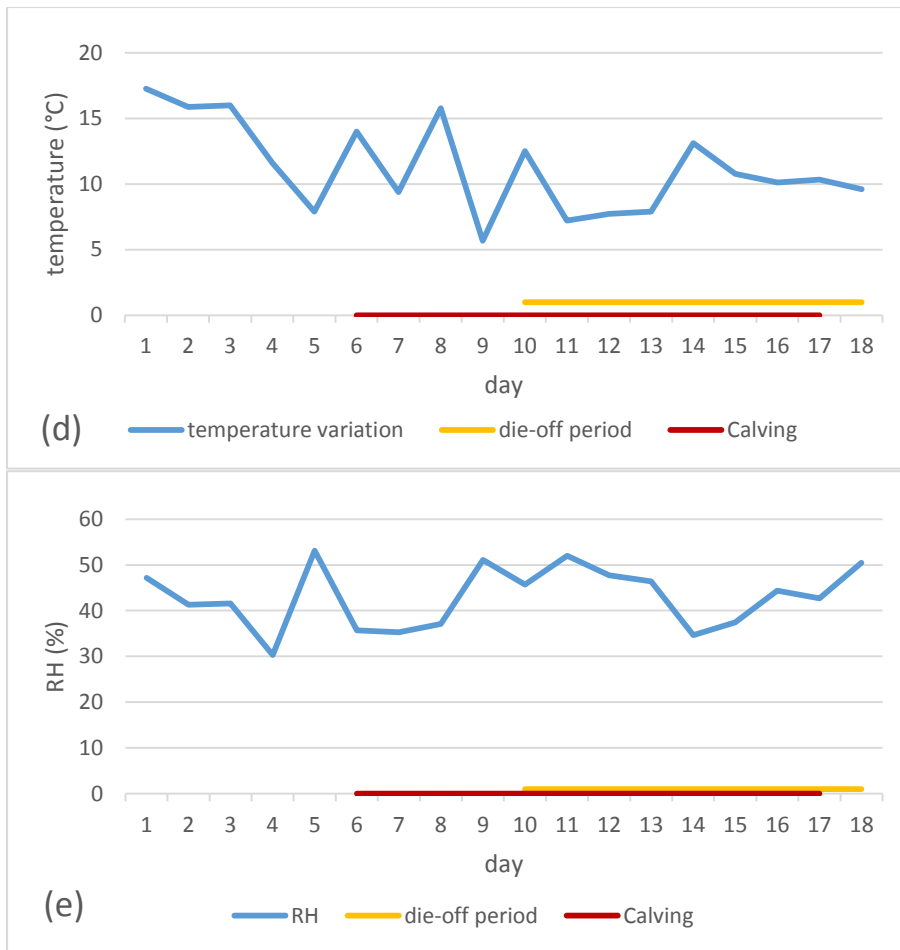 20
15
10
5
0
temperature (°C)
1 2 3 4 5 6 7 8 9 10 11 12 13 14 15 16 17 18
day
(d)
temperature variation die-off period Calving
60
50
40
30
20
10
0
RH (%)
1 2 3 4 5 6 7 8 9 10 11 12 13 14 15 16 17 18
day
(e)
RH die-off period Calving